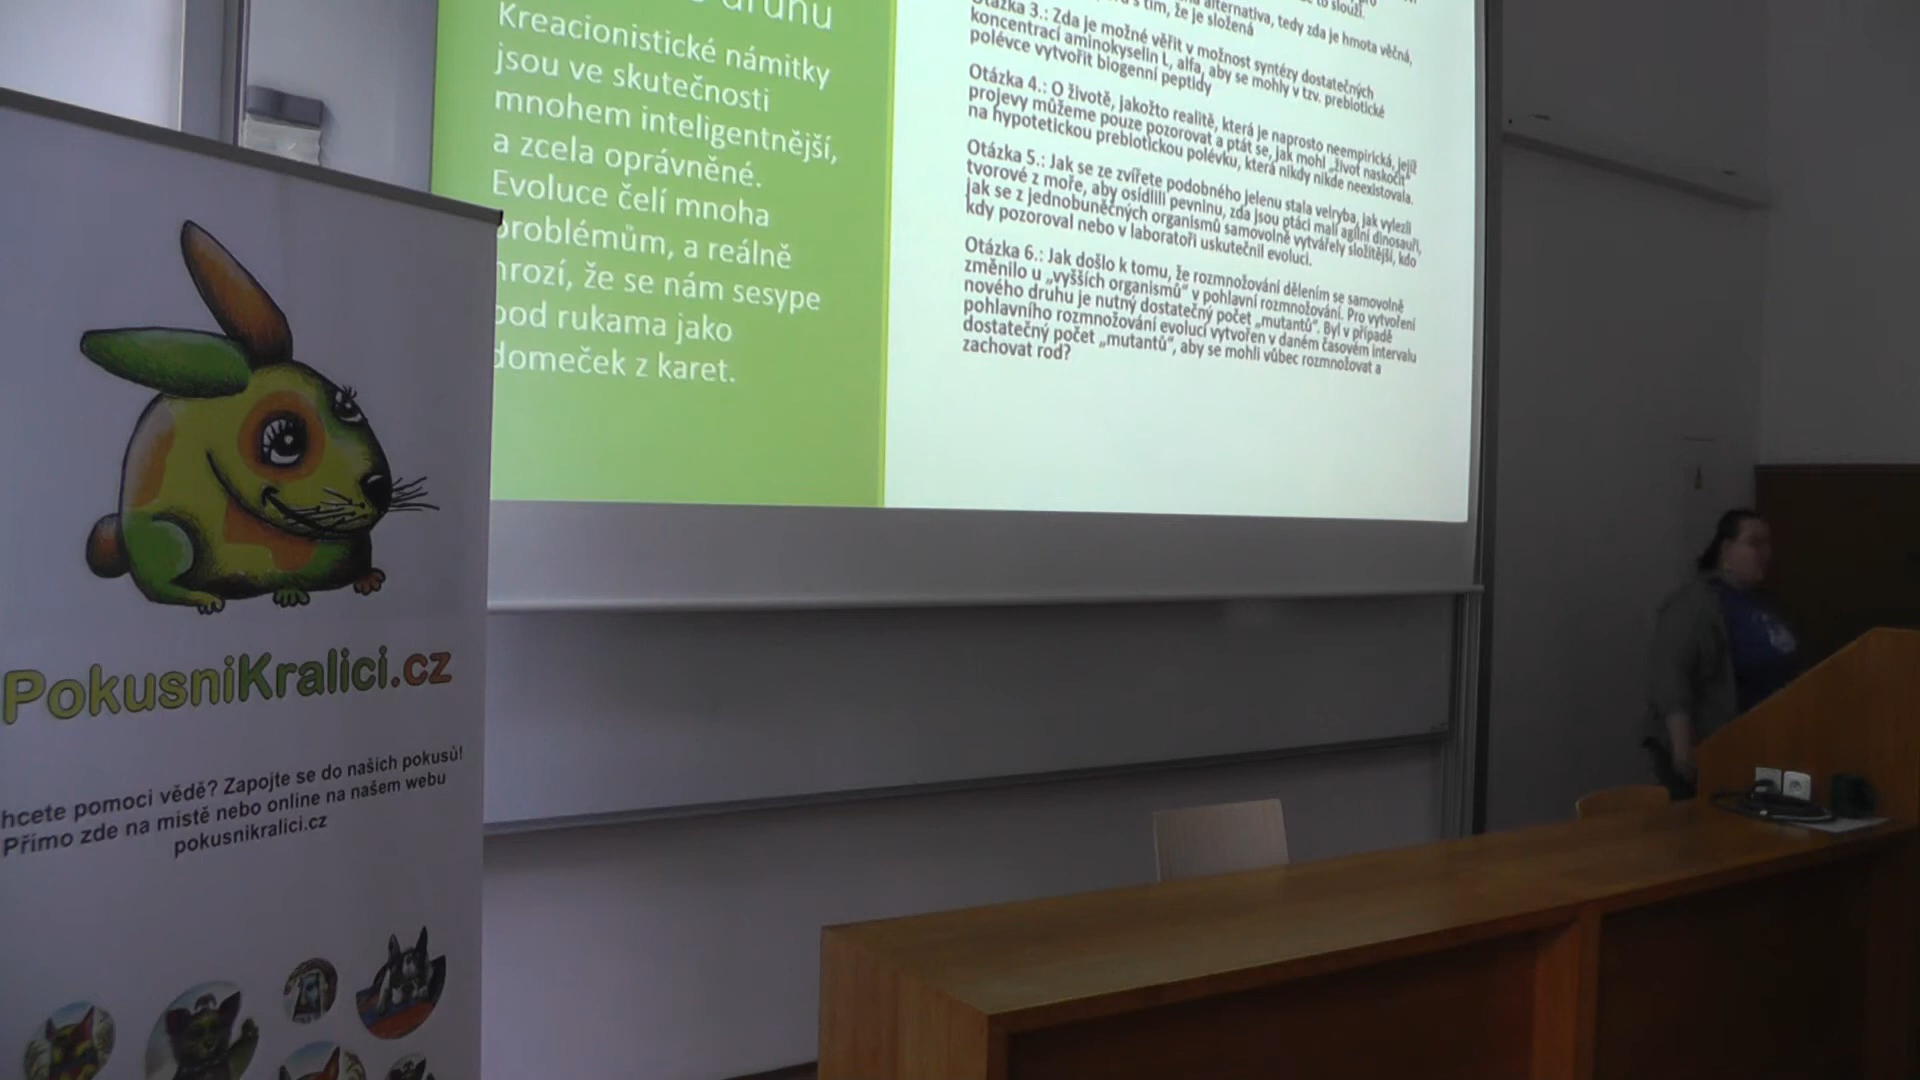 druhu
Kreacionistické námitky
jsou ve skutečnosti
mnohem inteligentnější,
a zcela oprávněné.
Evoluce čelí mnoha
problémům, a reálně
hrozí, že se nám sesype
pod rukama jako
domeček z karet.
to slouží.
alternativa, tedy zda je hmota věčná,
s tím, že je složená
Otázka 3.: Zda je možné věřit v možnost syntézy dostatečných
koncentrací aminokyselin L, alfa, aby se mohly v tzv. prebiotické
polévce vytvořit biogenní peptidy
Otázka 4.: O životě, jakožto realitě, která je naprosto neempirická, jejíž
projevy můžeme pouze pozorovat a ptát se, jak mohl „život naskočit“
na hypotetickou prebiotickou polévku, která nikdy nikde neexistovala.
Otázka 5.: Jak se ze zvířete podobného jelenu stala velryba, jak vylezli
tvorové z moře, aby osídlili pevninu, zda jsou ptáci malí agilní dinosauři,
jak se z jednobuněčných organismů samovolně vytvářely složitější, kdo
kdy pozoroval nebo v laboratoři uskutečnil evoluci.
Otázka 6.: Jak došlo k tomu, že rozmnožování dělením se samovolně
změnilo u „vyšších organismů“ v pohlavní rozmnožování. Pro vytvoření
nového druhu je nutný dostatečný počet „mutantů“. Byl v případě
pohlavního rozmnožování evolucí vytvořen v daném časovém intervalu
dostatečný počet „mutantů“, aby se mohli vůbec rozmnožovat a
zachovat rod?
PokusniKralici.cz
hcete pomoci vědě? Zapojte se do našich pokusů!
Přímo zde na místě nebo online na našem webu
pokusnikralici.cz